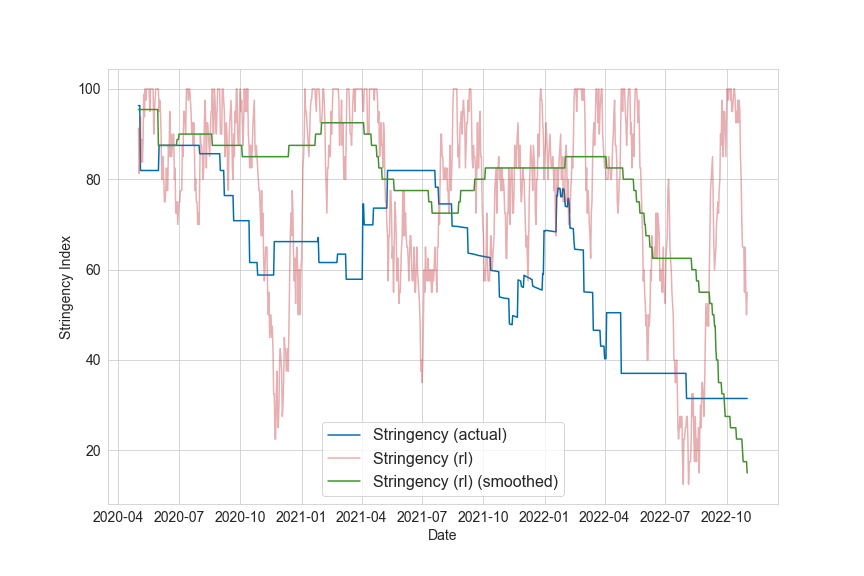 100
80
60
40
20
Stringency Index
Stringency (actual)
Stringency (rl)
Stringency (rl) (smoothed)
2020-04 2020-07 2020-10 2021-01 2021-04 2021-07 2021-10 2022-01 2022-04 2022-07 2022-10
Date